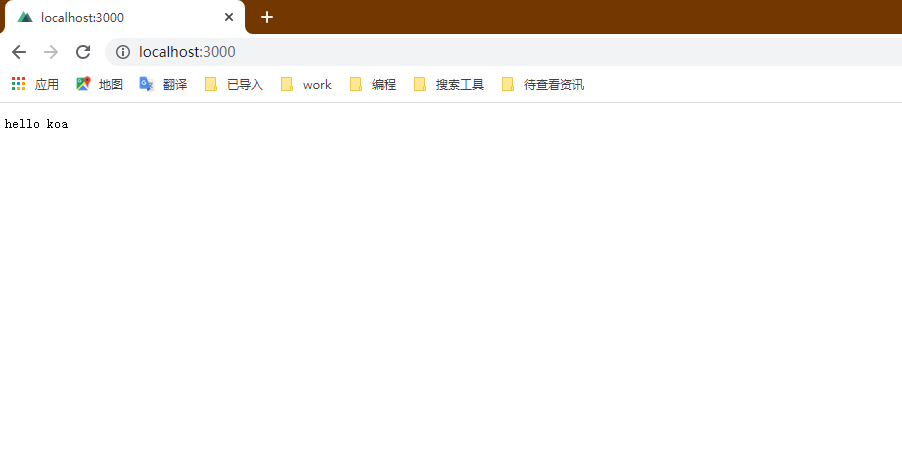 localhost:3000
localhost:3000
应用 地图 翻译 已导入 work 编程 搜索工具 待查看资讯
hello koa